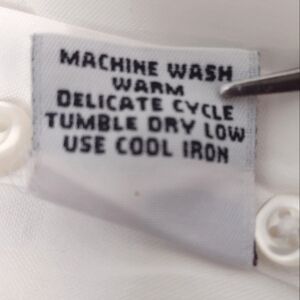 MACHINE WASH
WARM
DELICATE CYCLE
TUMBLE DRY LOW
USE COOL IRON